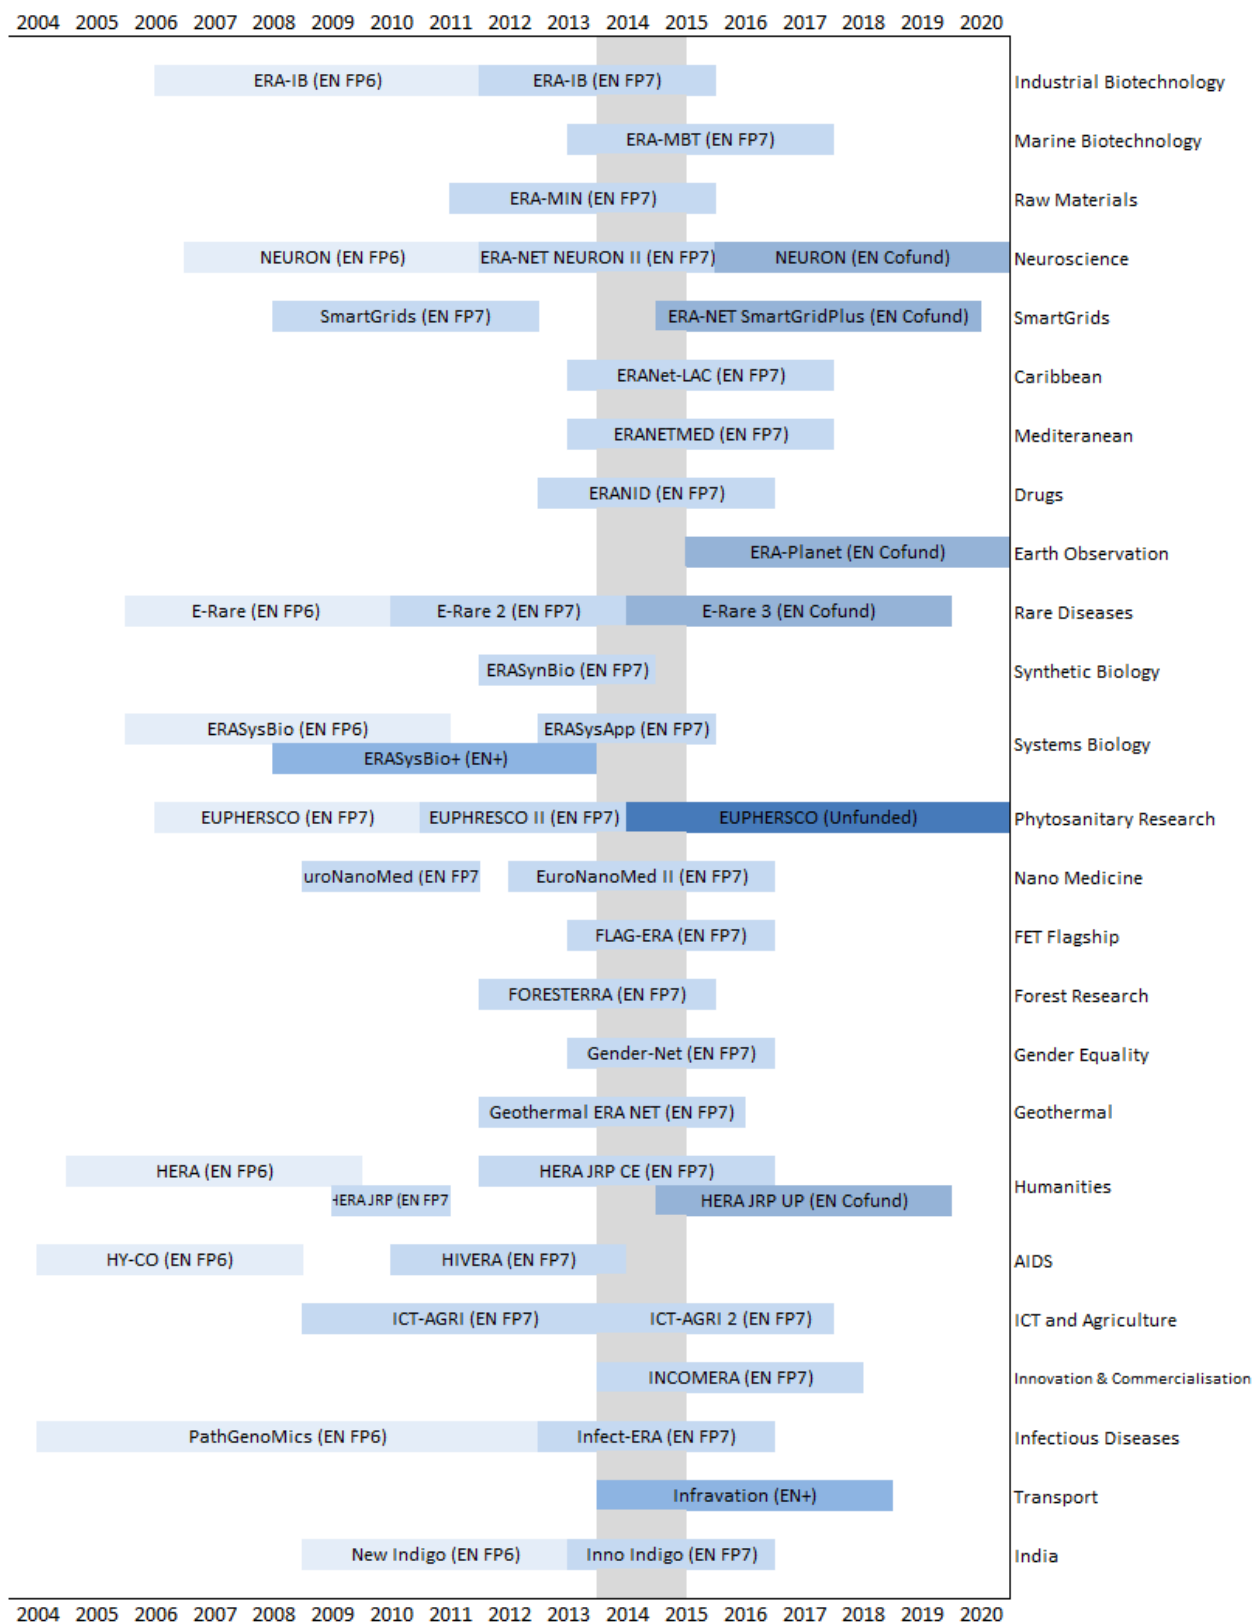 2004 2005 2006 2007 2008 2009 2010 2011 2012 2013 2014 2015 2016 2017 2018 2019 2020
ERA-IB (EN FP6) ERA-IB (EN FP7) Industrial Biotechnology
ERA-MBT (EN FP7) Marine Biotechnology
ERA-MIN (EN FP7) Raw Materials
NEURON (EN FP6) ERA-NET NEURON II (EN FP7) NEURON (EN Cofund) Neuroscience
SmartGrids (EN FP7) ERA-NET SmartGridPlus (EN Cofund) SmartGrids
ERANet-LAC (EN FP7) Caribbean
ERANETMED (EN FP7) Mediteranean
ERANID (EN FP7) Drugs
ERA-Planet (EN Cofund) Earth Observation
E-Rare (EN FP6) E-Rare 2 (EN FP7) E-Rare 3 (EN Cofund) Rare Diseases
ERASynBio (EN FP7) Synthetic Biology
ERASysBio (EN FP6) ERASysApp (EN FP7)
Systems Biology
ERASysBio+ (EN+)
EUPHERSCO (EN FP7) EUPHRESCO II (EN FP7) EUPHERSCO (Unfunded) Phytosanitary Research
uroNanoMed (EN FP7 EuroNanoMed II (EN FP7) Nano Medicine
FLAG-ERA (EN FP7) FET Flagship
FORESTERRA (EN FP7) Forest Research
Gender-Net (EN FP7) Gender Equality
Geothermal ERA NET (EN FP7) Geothermal
HERA (EN FP6) HERA JRP CE (EN FP7)
Humanities
HERA JRP (EN FP7 HERA JRP UP (EN Cofund)
HY-CO (EN FP6) HIVERA (EN FP7) AIDS
ICT-AGRI (EN FP7) ICT-AGRI 2 (EN FP7) ICT and Agriculture
INCOMERA (EN FP7) Innovation & Commercialisation
PathGenoMics (EN FP6) Infect-ERA (EN FP7) Infectious Diseases
Infravation (EN+) Transport
New Indigo (EN FP6) Inno Indigo (EN FP7) India
2004 2005 2006 2007 2008 2009 2010 2011 2012 2013 2014 2015 2016 2017 2018 2019 2020